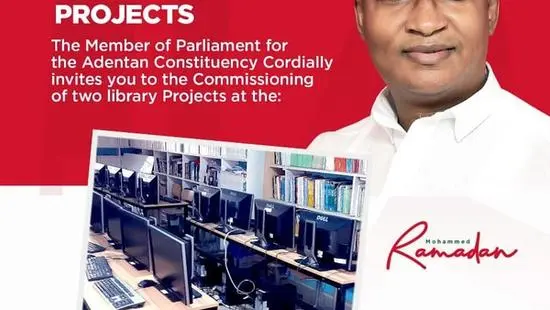 PROJECTS
The Member of Parliament for
the Adentan Constituency Cordially
invites you to the Commissioning
of two library Projects at the:
DELL
Mohammed
Ramadan